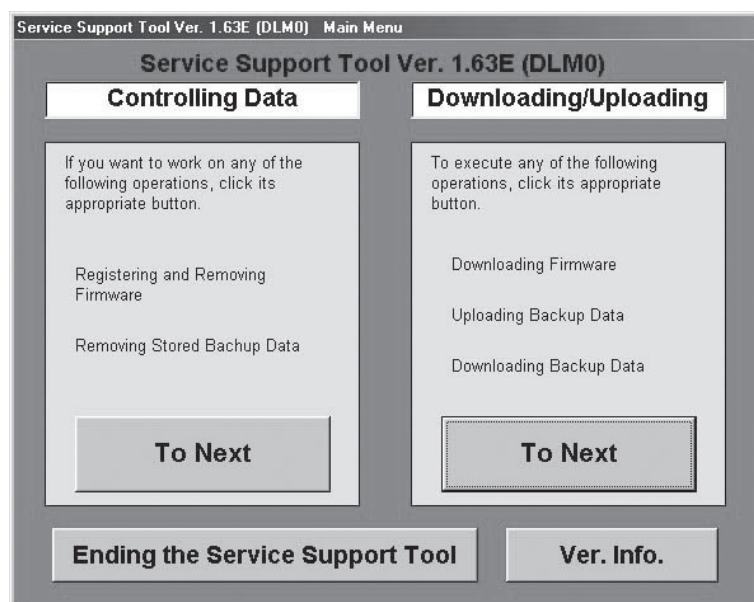 Service Support Tool Ver. 1.63E (DLM0) Main Menu
Service Support Tool Ver. 1.63E (DLM0)
Controlling Data
If you want to work on any of the
following operations, click its
appropriate button.
Registering and Removing
Firmware
Removing Stored Bachup Data
To Next
Downloading/Uploading
To execute any of the following
operations, click its appropriate
button.
Downloading Firmware
Uploading Backup Data
Downloading Backup Data
To Next
Ending the Service Support Tool
Ver. Info.